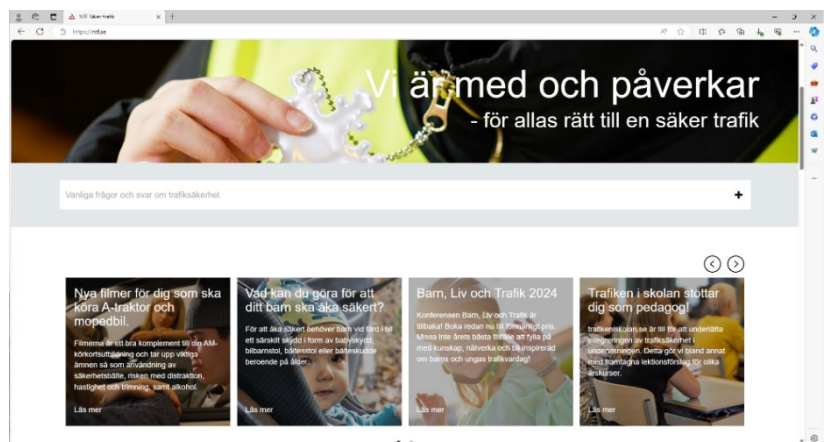 NTF Säker trafik
https://ntf.se
Vi är med och påverkar
- för allas rätt till en säker trafik
Vanliga frågor och svar om trafiksäkerhet
Nya filmer för dig som ska
köra A-traktor och
mopedbil.
Filmerna är ett bra komplement till din AM-
körkortsutbildning och tar upp viktiga
ämnen så som användning av
säkerhetsbälte, risken med distraktion,
hastighet och trimning, samt alkohol.
Läs mer
Vad kan du göra för att
ditt barn ska åka säkert?
För att åka säkert behöver barn vid färd i bil
ett särskilt skydd i form av babyskydd,
bilbarnstol, bältesstol eller bälteskudde
beroende på ålder.
Läs mer
Barn, Liv och Trafik 2024
Konferensen Barn, Liv och Trafik är
tillbaka! Boka redan nu till förmånligt pris.
Missa inte årets bästa tillfälle att fylla på
med kunskap, nätverka och bli inspirerad
om barns och ungas trafikvardag!
Läs mer
Trafiken i skolan stöttar
dig som pedagog!
trafikeniskolan.se är till för att underlätta
integreringen av trafiksäkerhet i
undervisningen. Detta gör vi bland annat
med framtagna lektionsförslag för olika
årskurser.
Läs mer